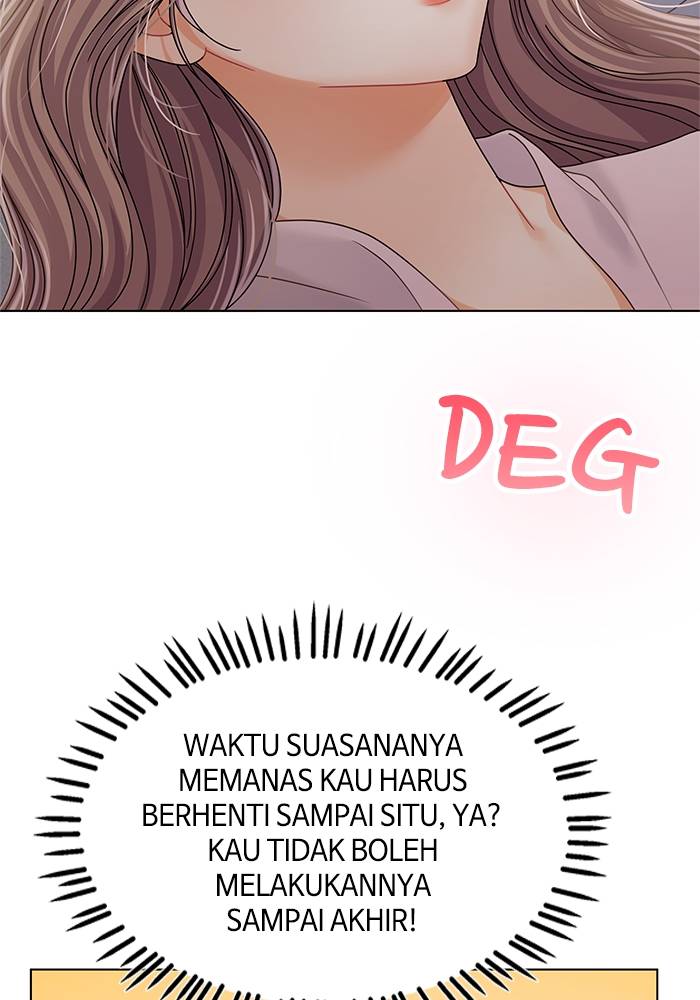 DEG
WAKTU SUASANANYA
MEMANAS KAU HARUS
BERHENTI SAMPAI SITU, YA?
KAU TIDAK BOLEH
MELAKUKANNYA
SAMPAI AKHIR!